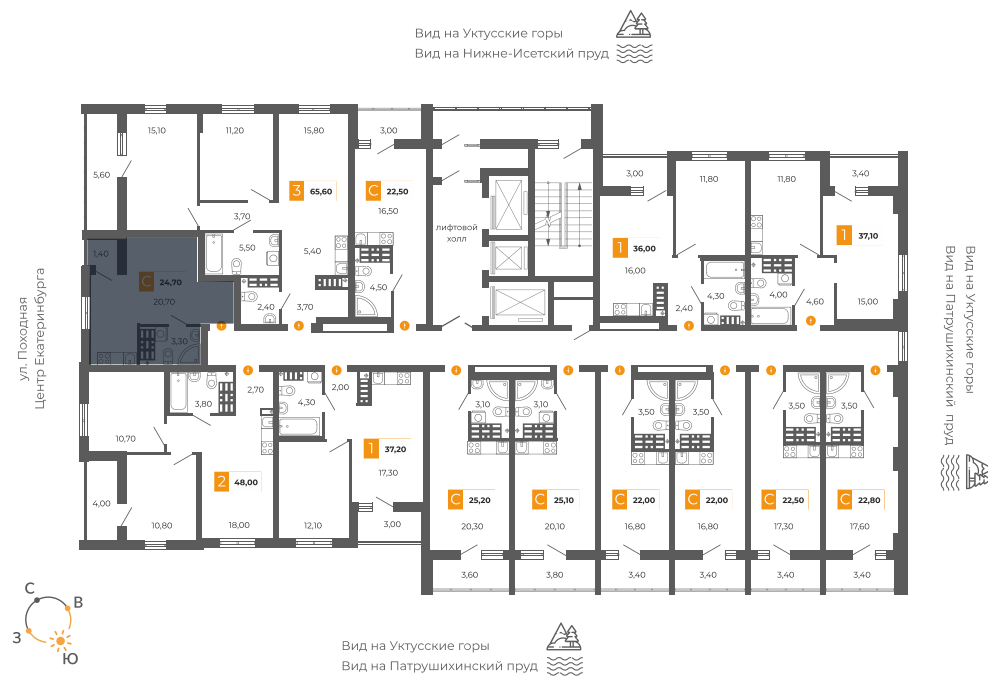 Вид на Уктусские горы
Вид на Нижне-Исетский пруд
15,10
11,20
15,80
3,00
5,60
3 65,60
С 22,50
16,50
3,70
5,50
5,40
лифтовой
холл
4,50
2,40
3,70
1,40
С 24,70
20,70
3,30
3,00
11,80
11,80
3,40
1 36,00
16,00
1 37,10
4,30
2,40
4,00
4,60
15,00
ул. Походная
Центр Екатеринбурга
Вид на Уктусские горы
Вид на Патрушихинский пруд
3,80
2,70
4,30
2,00
10,70
2 48,00
1 37,20
17,30
4,00
10,80
18,00
12,10
3,00
3,10
3,10
3,50
3,50
3,50
3,50
С 25,20
20,30
С 25,10
20,10
С 22,00
16,80
С 22,00
16,80
С 22,50
17,30
С 22,80
17,60
3,60
3,80
3,40
3,40
3,40
3,40
С
В
З
Ю
Вид на Уктусские горы
Вид на Патрушихинский пруд